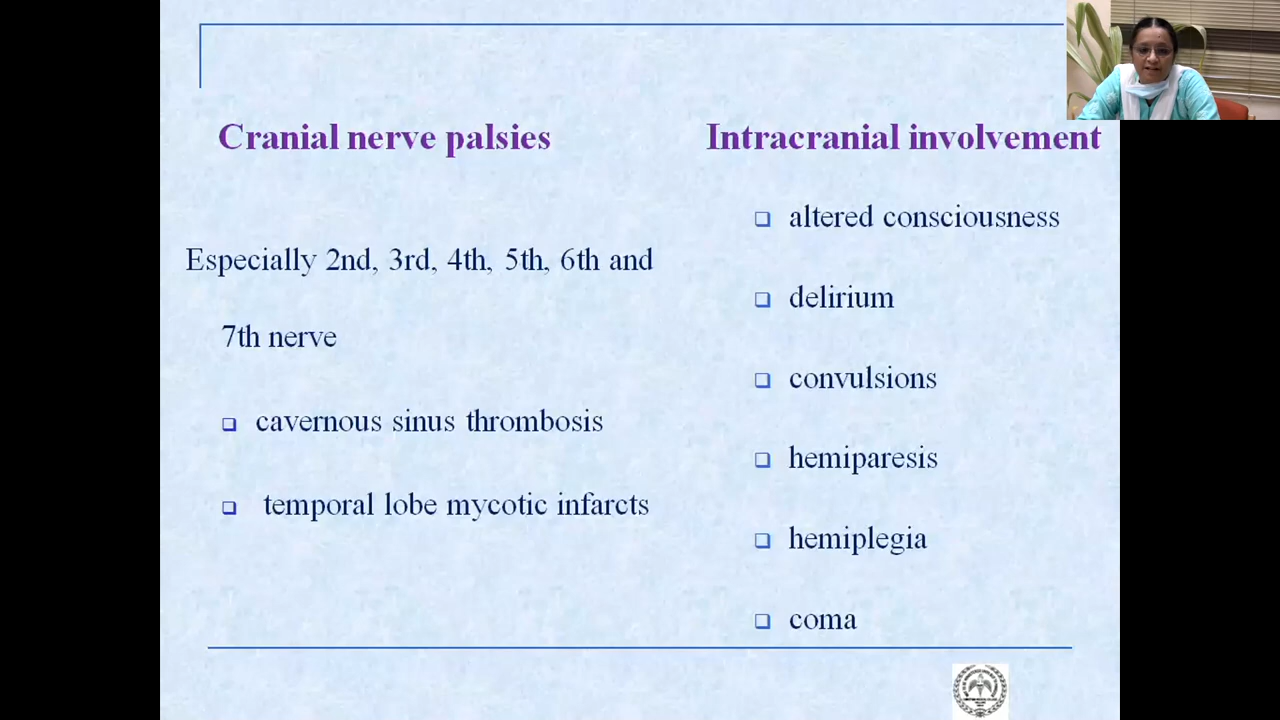 Cranial nerve palsies
Especially 2nd, 3rd, 4th, 5th, 6th and
7th nerve
cavernous sinus thrombosis
temporal lobe mycotic infarcts
Intracranial involvement
altered consciousness
delirium
convulsions
hemiparesis
hemiplegia
coma